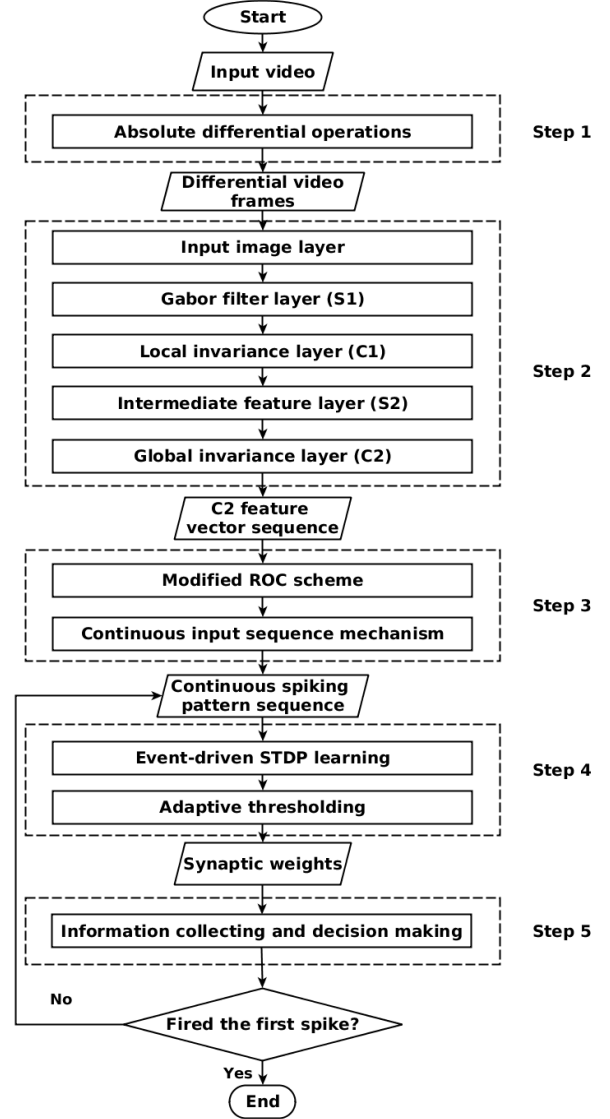 Start
Input video
Absolute differential operations
Step 1
Differential video
frames
Input image layer
Gabor filter layer (S1)
Local invariance layer (C1)
Step 2
Intermediate feature layer (S2)
Global invariance layer (C2)
C2 feature
vector sequence
Modified ROC scheme
Step 3
Continuous input sequence mechanism
Continuous spiking
pattern sequence
Event-driven STDP learning
Step 4
Adaptive thresholding
Synaptic weights
Information collecting and decision making
Step 5
No
Fired the first spike?
Yes
End